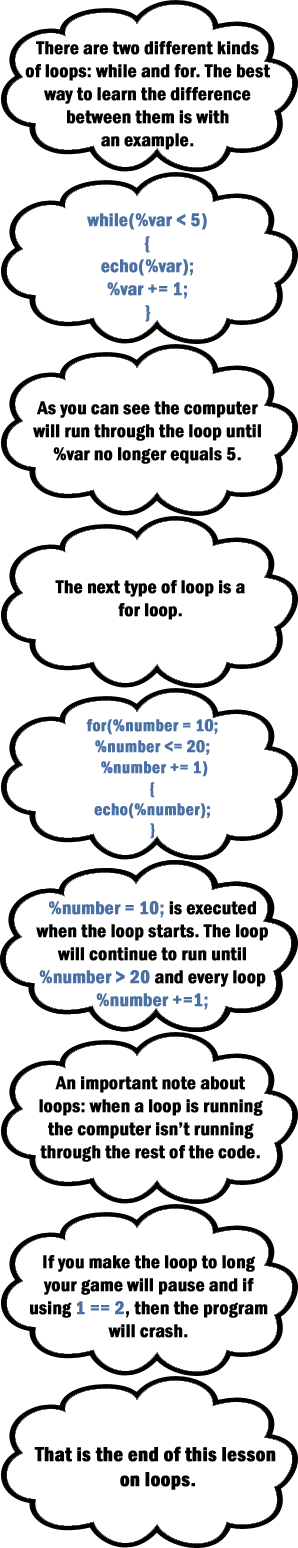 There are two different kinds
of loops: while and for. The best
way to learn the difference
between them is with
an example.
while(%var < 5)
{
echo(%var);
%var += 1;
}
As you can see the computer
will run through the loop until
%var no longer equals 5.
The next type of loop is a
for loop.
for(%number = 10;
%number <= 20;
%number += 1)
{
echo(%number);
}
%number = 10; is executed
when the loop starts. The loop
will continue to run until
%number > 20 and every loop
%number +=1;
An important note about
loops: when a loop is running
the computer isn't running
through the rest of the code.
If you make the loop to long
your game will pause and if
using 1 == 2, then the program
will crash.
That is the end of this lesson
on loops.